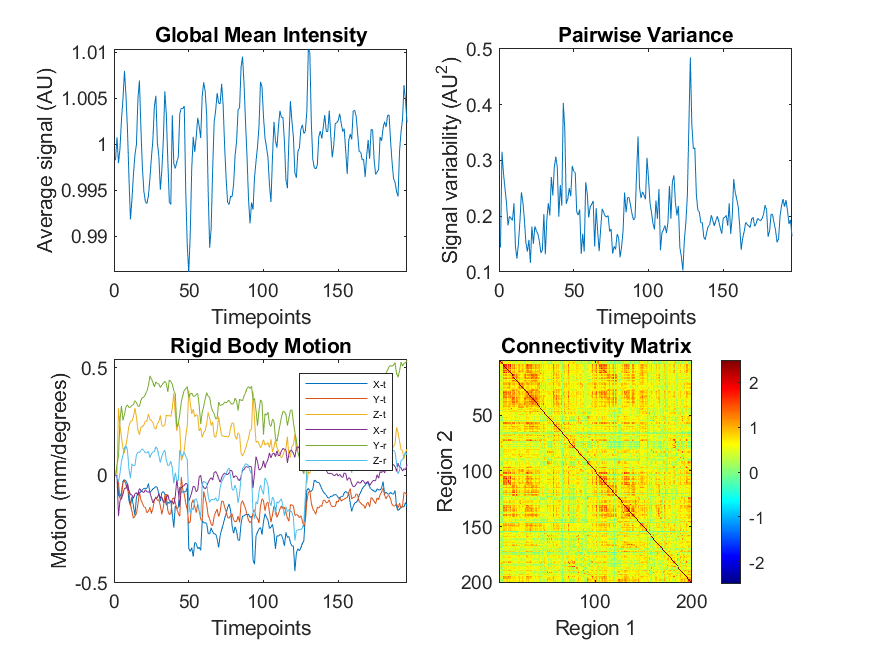 Global Mean Intensity
Average signal (AU)
1.01
1.005
1
0.995
0.99
0
50
100
150
Timepoints
Pairwise Variance
Signal variability (AU²)
0.5
0.4
0.3
0.2
0.1
0
50
100
150
Timepoints
Rigid Body Motion
Motion (mm/degrees)
0.5
0
-0.5
0
50
100
150
Timepoints
X-t
Y-t
Z-t
X-r
Y-r
Z-r
Connectivity Matrix
Region 2
50
100
150
200
100
200
Region 1
2
1
0
-1
-2